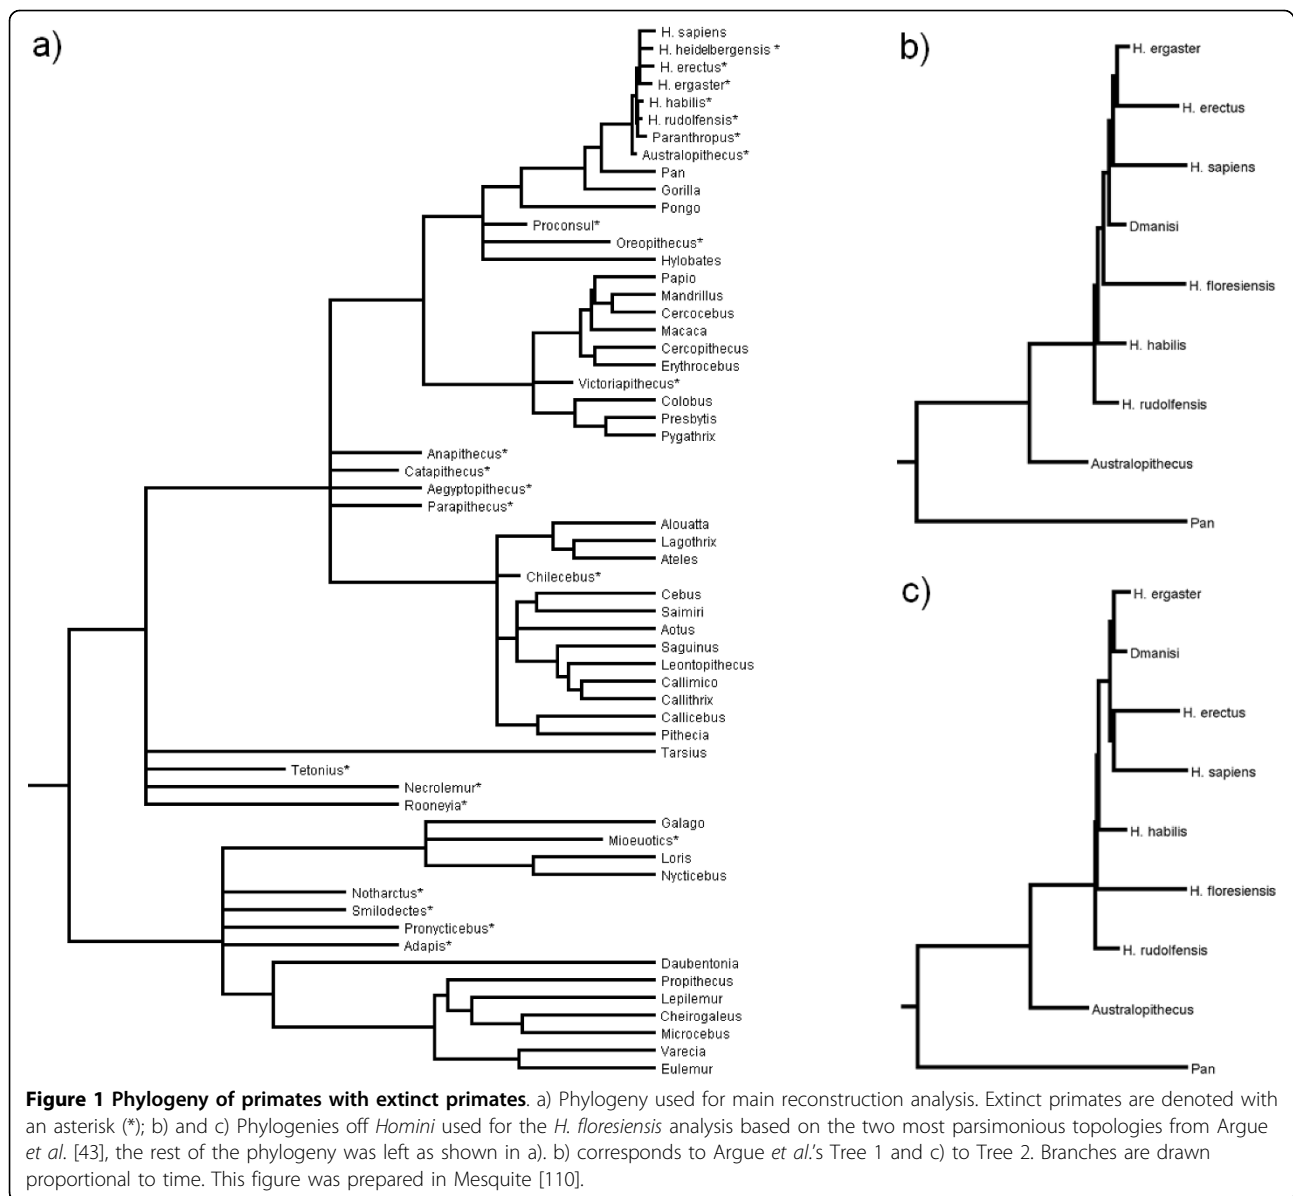 a)
H. sapiens
H. heidelbergensis *
H. erectus*
H. ergaster*
H. habilis*
H. rudolfensis*
Paranthropus*
Australopithecus*
Pan
Gorilla
Pongo
Proconsul*
Oreopithecus*
Hylobates
Papio
Mandrillus
Cercocebus
Macaca
Cercopithecus
Erythrocebus
Victoriapithecus*
Colobus
Presbytis
Pygathrix
Anapithecus*
Catapithecus*
Aegyptopithecus*
Parapithecus*
Alouatta
Lagothrix
Ateles
Chilecebus*
Cebus
Saimiri
Aotus
Saguinus
Leontopithecus
Callimico
Callithrix
Callicebus
Pithecia
Tarsius
Tetonius*
Necrolemur*
Rooneyia*
Galago
Mioeuotics*
Loris
Nycticebus
Notharctus*
Smilodectes*
Pronycticebus*
Adapis*
Daubentonia
Propithecus
Lepilemur
Cheirogaleus
Microcebus
Varecia
Eulemur
b)
H. ergaster
H. erectus
H. sapiens
Dmanisi
H. floresiensis
H. habilis
H. rudolfensis
Australopithecus
Pan
c)
H. ergaster
Dmanisi
H. erectus
H. sapiens
H. habilis
H. floresiensis
H. rudolfensis
Australopithecus
Pan
Figure 1 Phylogeny of primates with extinct primates. a) Phylogeny used for main reconstruction analysis. Extinct primates are denoted with
an asterisk (*); b) and c) Phylogenies off Homini used for the H. floresiensis analysis based on the two most parsimonious topologies from Argue
et al. [43], the rest of the phylogeny was left as shown in a). b) corresponds to Argue et al.'s Tree 1 and c) to Tree 2. Branches are drawn
proportional to time. This figure was prepared in Mesquite [110].